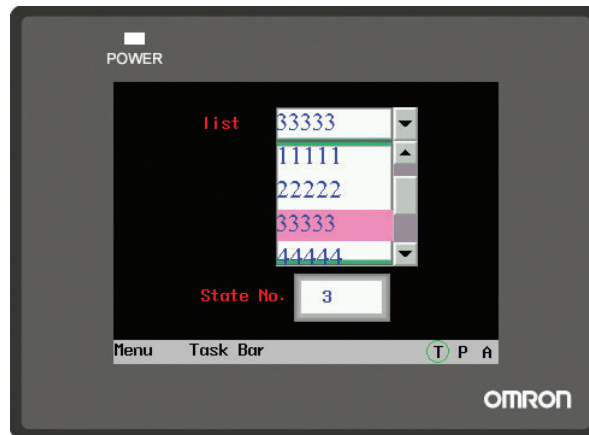 POWER
list 33333
11111
22222
33333
44444
State No. 3
Menu Task Bar T P A
OMRON